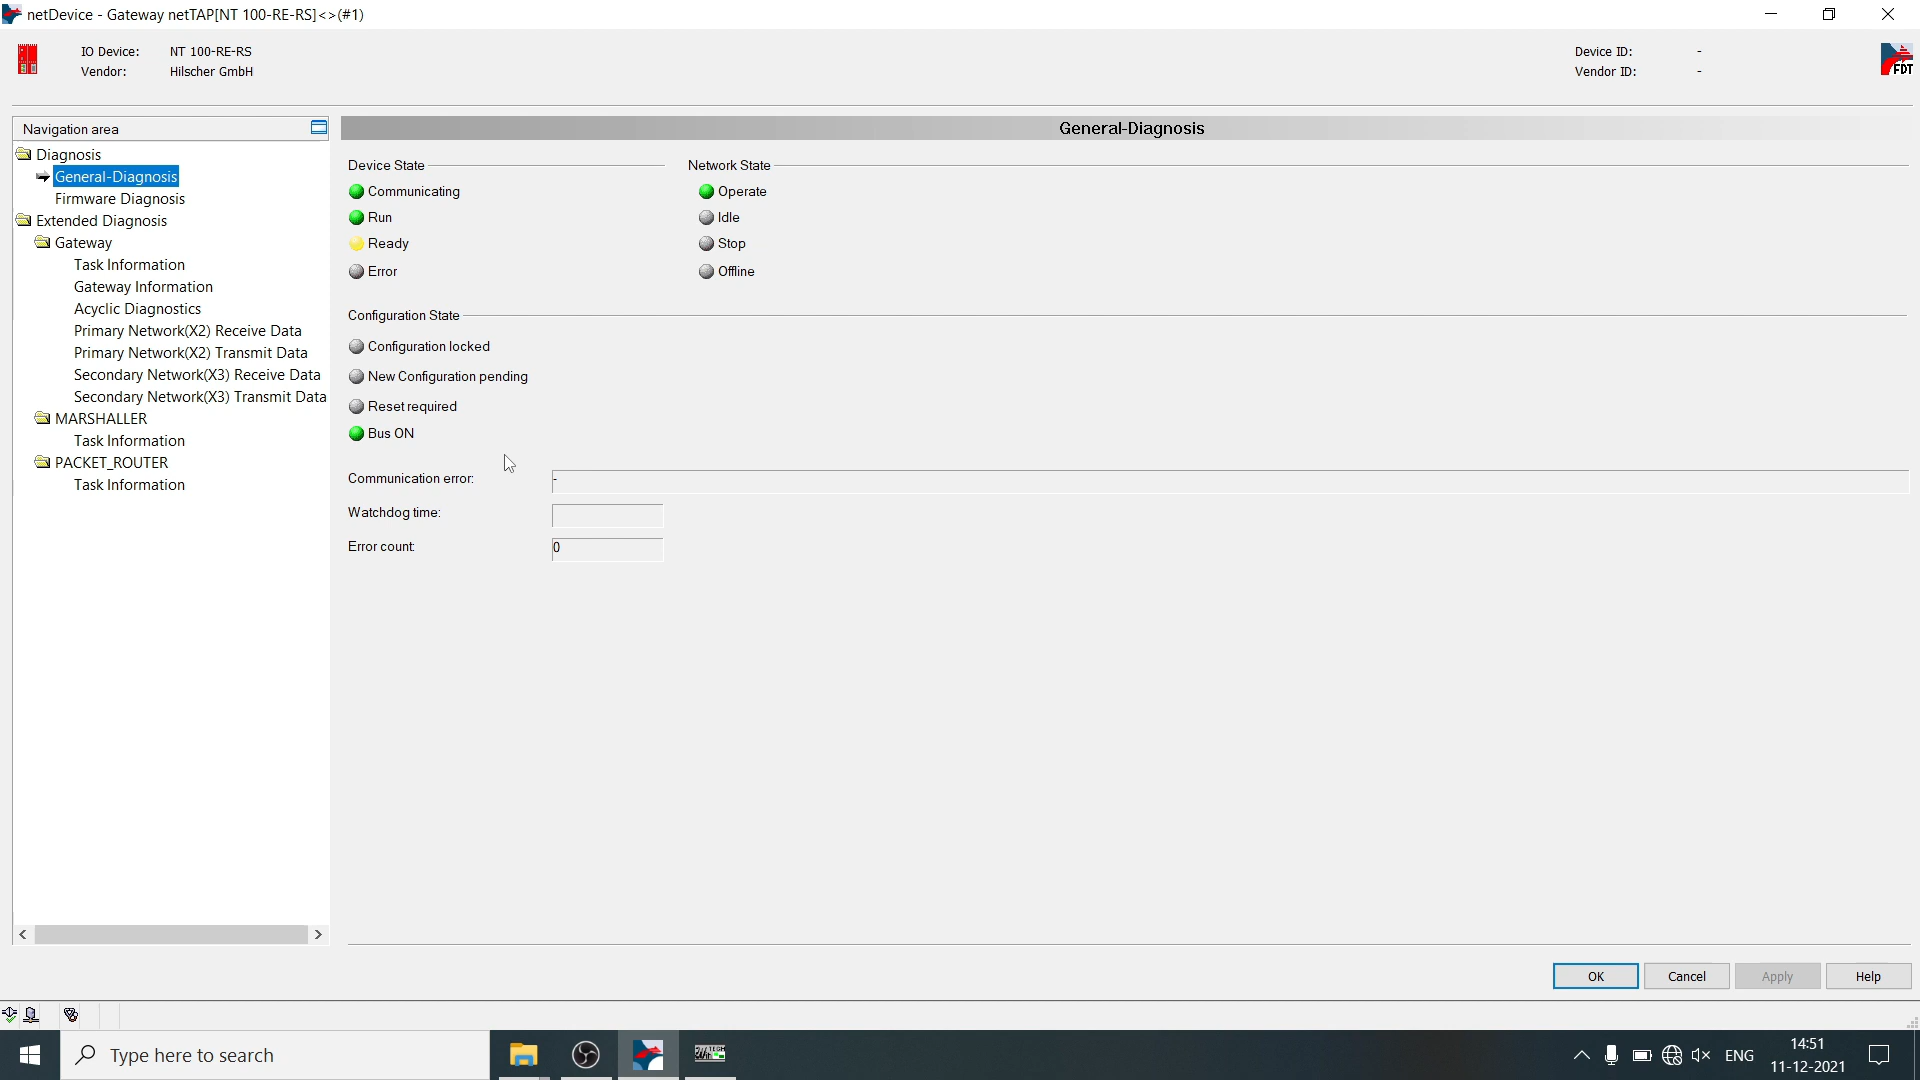 netDevice - Gateway netTAP[NT 100-RE-RS]<>(#1)
IO Device: NT 100-RE-RS
Vendor: Hilscher GmbH
Device ID: -
Vendor ID: -
FDT
Navigation area
Diagnosis
General-Diagnosis
Firmware Diagnosis
Extended Diagnosis
Gateway
Task Information
Gateway Information
Acyclic Diagnostics
Primary Network(X2) Receive Data
Primary Network(X2) Transmit Data
Secondary Network(X3) Receive Data
Secondary Network(X3) Transmit Data
MARSHALLER
Task Information
PACKET_ROUTER
Task Information
General-Diagnosis
Device State
Communicating
Run
Ready
Error
Network State
Operate
Idle
Stop
Offline
Configuration State
Configuration locked
New Configuration pending
Reset required
Bus ON
Communication error: -
Watchdog time:
Error count: 0
OK Cancel Apply Help
Type here to search
ENG
14:51
11-12-2021